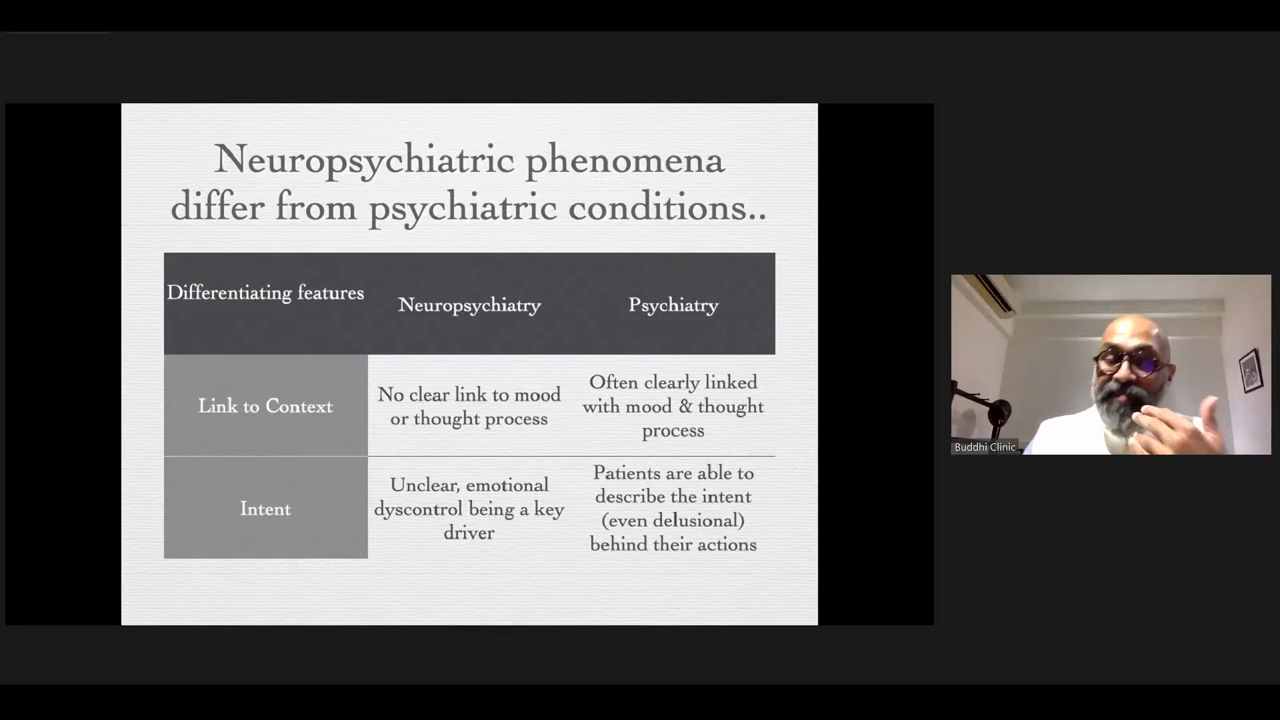 Neuropsychiatric phenomena
differ from psychiatric conditions..
Differentiating features
Neuropsychiatry
Psychiatry
Link to Context
No clear link to mood
or thought process
Often clearly linked
with mood & thought
process
Intent
Unclear, emotional
dyscontrol being a key
driver
Patients are able to
describe the intent
(even delusional)
behind their actions
Buddhi Clinic